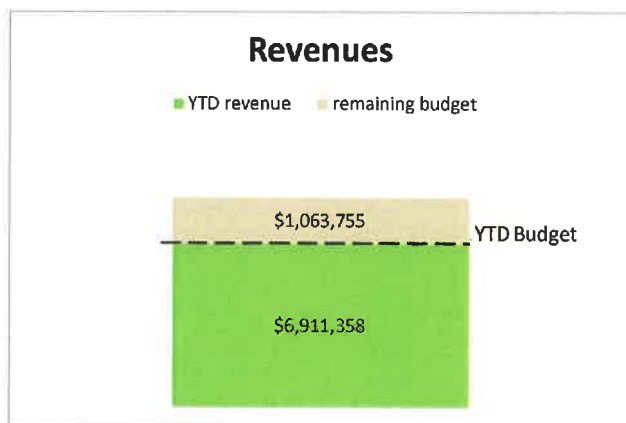 Revenues
YTD revenue remaining budget
$1,063,755
YTD Budget
$6,911,358